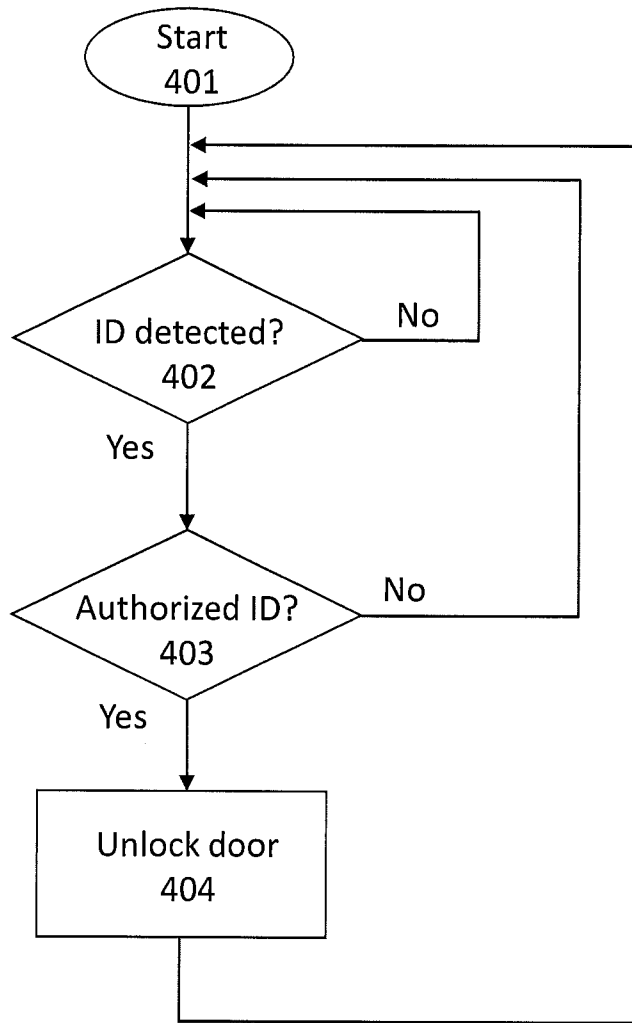 Start
401
ID detected?
402
No
Yes
Authorized ID?
403
No
Yes
Unlock door
404